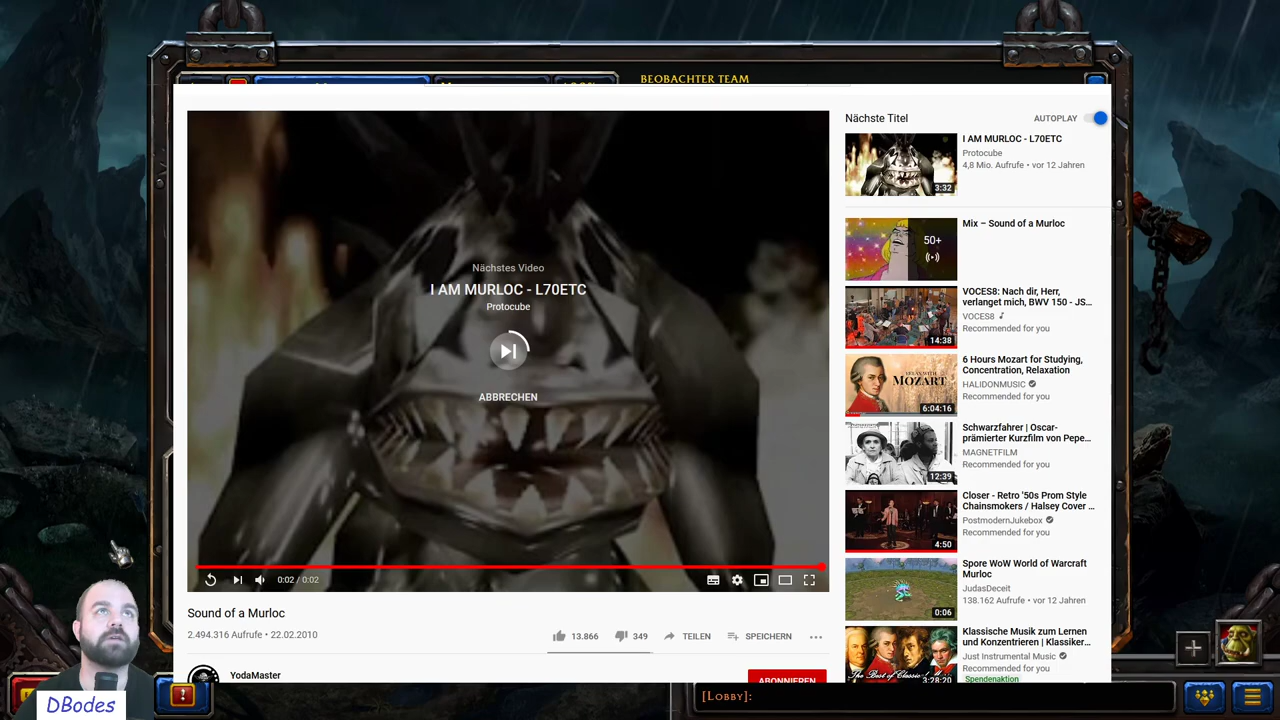 BEOBACHTER TEAM
Nächstes Video
I AM MURLOC - L70ETC
Protocube
ABBRECHEN
0:02 / 0:02
Sound of a Murloc
2.494.316 Aufrufe • 22.02.2010
13.866
349
TEILEN
SPEICHERN
YodaMaster
ABONNIEREN
Nächste Titel
AUTOPLAY
3:32
I AM MURLOC - L70ETC
Protocube
4,8 Mio. Aufrufe • vor 12 Jahren
50+
Mix – Sound of a Murloc
14:38
VOCES8: Nach dir, Herr,
verlanget mich, BWV 150 - JS...
VOCES8
Recommended for you
MOZART
6:04:16
6 Hours Mozart for Studying,
Concentration, Relaxation
HALIDONMUSIC
Recommended for you
12:39
Schwarzfahrer | Oscar-
prämierter Kurzfilm von Pepe...
MAGNETFILM
Recommended for you
4:50
Closer - Retro '50s Prom Style
Chainsmokers / Halsey Cover ...
PostmodernJukebox
Recommended for you
0:06
Spore WoW World of Warcraft
Murloc
JudasDeceit
138.162 Aufrufe • vor 12 Jahren
The Best of Classical
3:28:20
Klassische Musik zum Lernen
und Konzentrieren | Klassiker...
Just Instrumental Music
Recommended for you
Spendenaktion
[LOBBY]:
DBodes